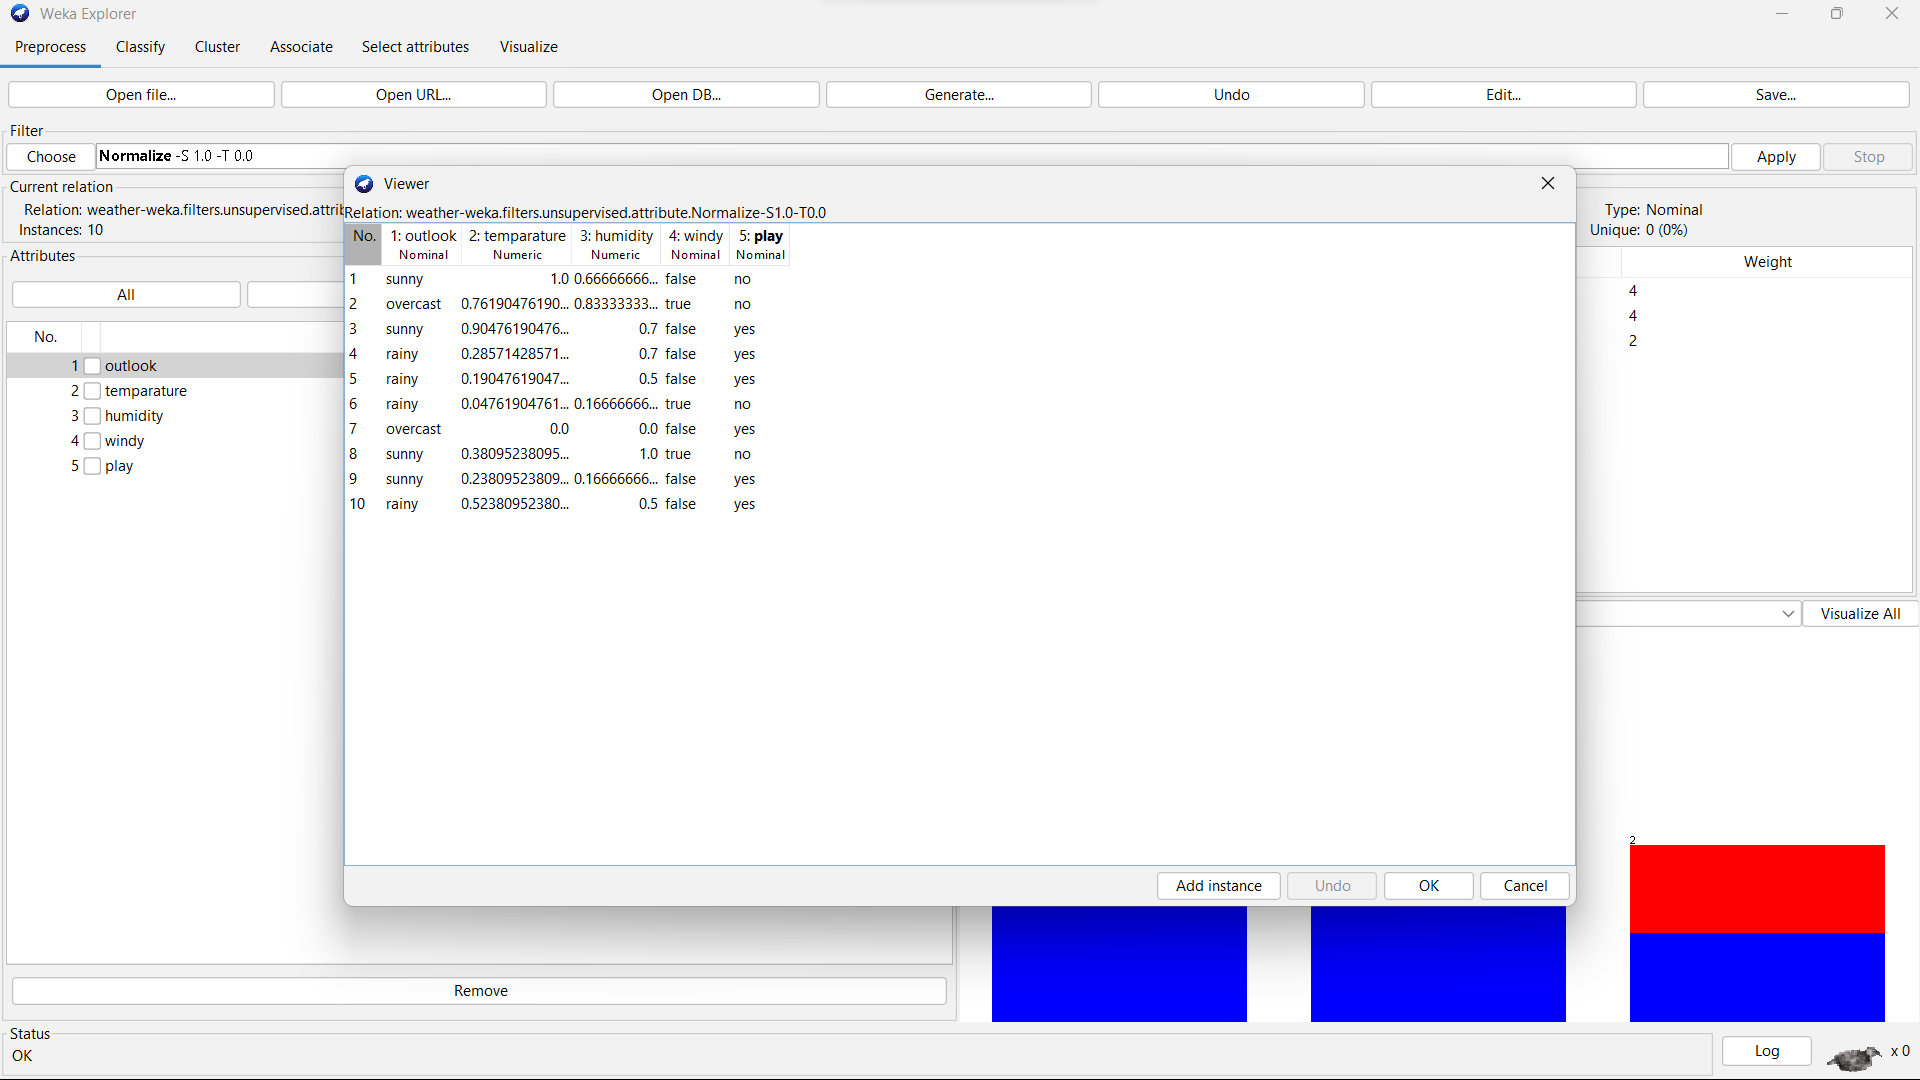 Weka Explorer
Preprocess Classify Cluster Associate Select attributes Visualize
Open file... Open URL... Open DB... Generate... Undo Edit... Save...
Filter
Choose Normalize -S 1.0 -T 0.0 Apply Stop
Current relation
Relation: weather-weka.filters.unsupervised.attrib
Instances: 10
Type: Nominal
Unique: 0 (0%)
Attributes
All
No.
1 outlook
2 temparature
3 humidity
4 windy
5 play
Remove
Viewer
Relation: weather-weka.filters.unsupervised.attribute.Normalize-S1.0-T0.0
No. 1: outlook 2: temparature 3: humidity 4: windy 5: play
Nominal Numeric Numeric Nominal Nominal
1 sunny 1.0 0.66666666... false no
2 overcast 0.76190476190... 0.83333333... true no
3 sunny 0.90476190476... 0.7 false yes
4 rainy 0.28571428571... 0.7 false yes
5 rainy 0.19047619047... 0.5 false yes
6 rainy 0.04761904761... 0.16666666... true no
7 overcast 0.0 0.0 false yes
8 sunny 0.38095238095... 1.0 true no
9 sunny 0.23809523809... 0.16666666... false yes
10 rainy 0.52380952380... 0.5 false yes
Add instance Undo OK Cancel
Weight
4
4
2
Visualize All
2
Status
OK
Log x 0